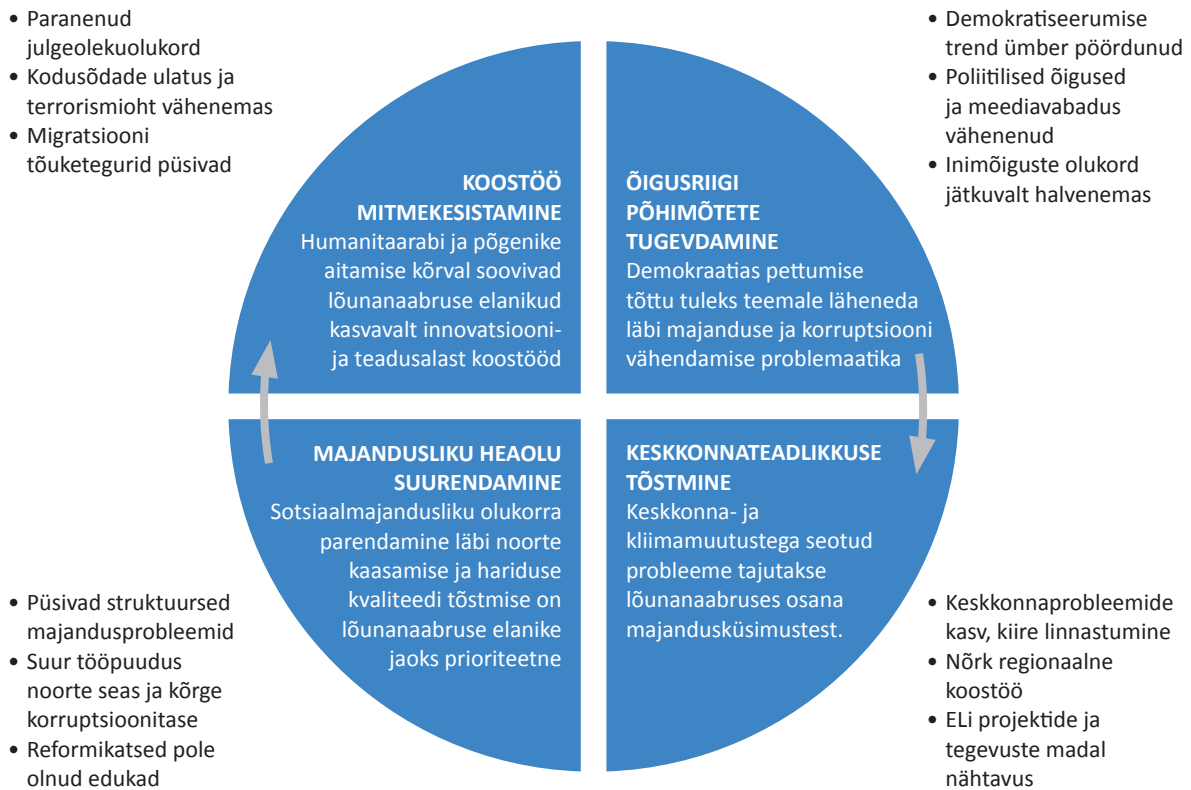 • Paranenud
julgeolekuolukord
• Kodusõdade ulatus ja
terrorismioht vähenemas
• Migratsiooni
tõuketegurid püsivad
• Demokratiseerumise
trend ümber pöördunud
• Poliitilised õigused
ja meediavabadus
vähenenud
• Inimõiguste olukord
jätkuvalt halvenemas
KOOSTÖÖ
MITMEKESISTAMINE
Humanitaarabi ja põgenike
aitamise kõrval soovivad
lõunanaabruse elanikud
kasvavalt innovatsiooni-
ja teadusalast koostööd
ÕIGUSRIIGI
PÕHIMÕTETE
TUGEVDAMINE
Demokraatias pettumise
tõttu tuleks teemale läheneda
läbi majanduse ja korruptsiooni
vähendamise problemaatika
MAJANDUSLIKU HEAOLU
SUURENDAMINE
Sotsiaalmajandusliku olukorra
parendamine läbi noorte
kaasamise ja hariduse
kvaliteedi tõstmise on
lõunanaabruse elanike
jaoks prioriteetne
KESKKONNATEADLIKKUSE
TÕSTMINE
Keskkonna- ja
kliimamuutustega seotud
probleeme tajutakse
lõunanaabruses osana
majandusküsimustest.
• Püsivad struktuursed
majandusprobleemid
• Suur tööpuudus
noorte seas ja kõrge
korruptsioonitase
• Reformikatsed pole
olnud edukad
• Keskkonnaprobleemide
kasv, kiire linnastumine
• Nõrk regionaalne
koostöö
• ELi projektide ja
tegevuste madal
nähtavus